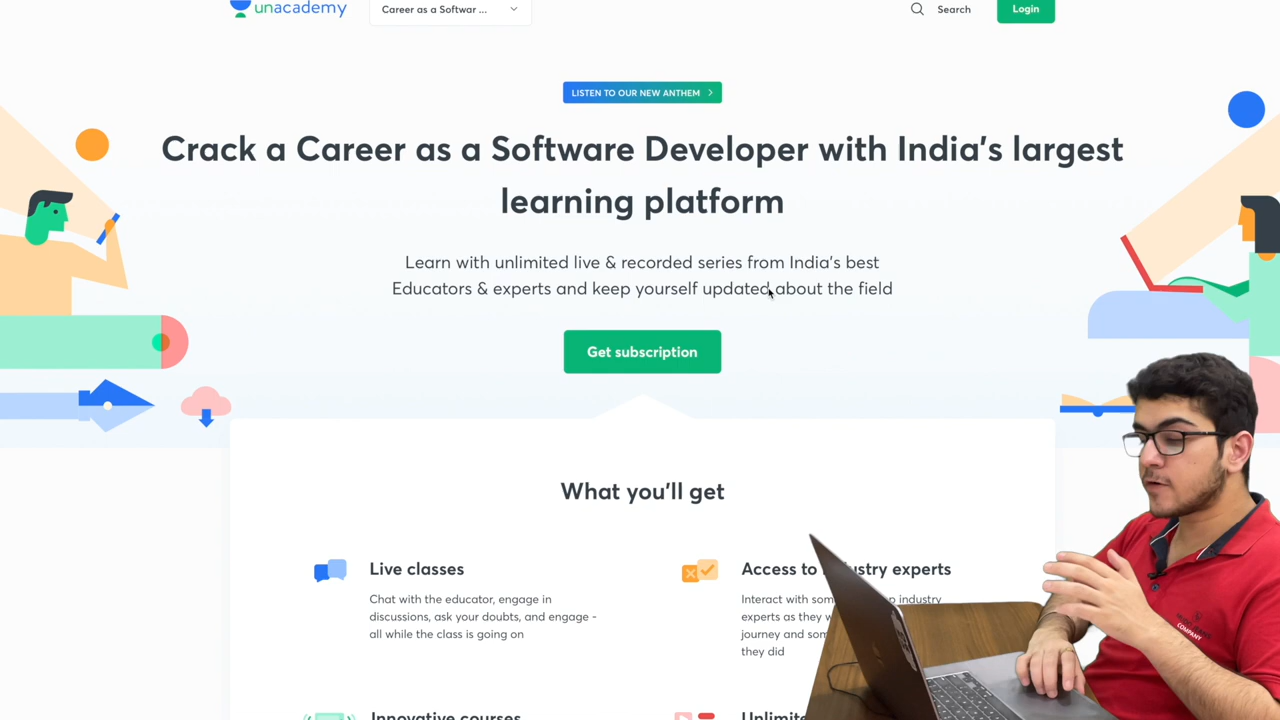 unacademy
Career as a Softwar ...
Search
Login
LISTEN TO OUR NEW ANTHEM
Crack a Career as a Software Developer with India's largest
learning platform
Learn with unlimited live & recorded series from India's best
Educators & experts and keep yourself updated about the field
Get subscription
What you'll get
Live classes
Chat with the educator, engage in
discussions, ask your doubts, and engage -
all while the class is going on
Access to industry experts
Interact with industry
experts as they
journey and
they did
Innovative courses
COMPANY